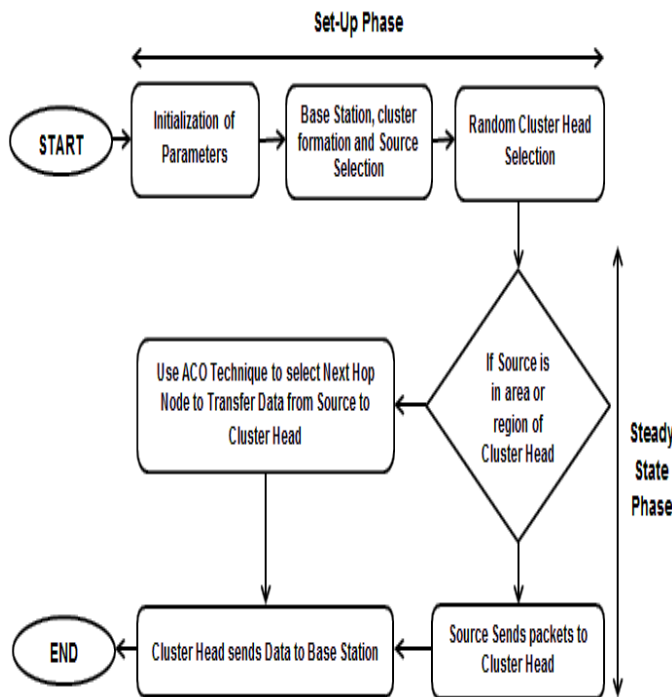 Set-Up Phase
START
Initialization of
Parameters
Base Station, cluster
formation and Source
Selection
Random Cluster Head
Selection
If Source is
in area or
region of
Cluster Head
Use ACO Technique to select Next Hop
Node to Transfer Data from Source to
Cluster Head
Steady
State
Phase
Source Sends packets to
Cluster Head
Cluster Head sends Data to Base Station
END